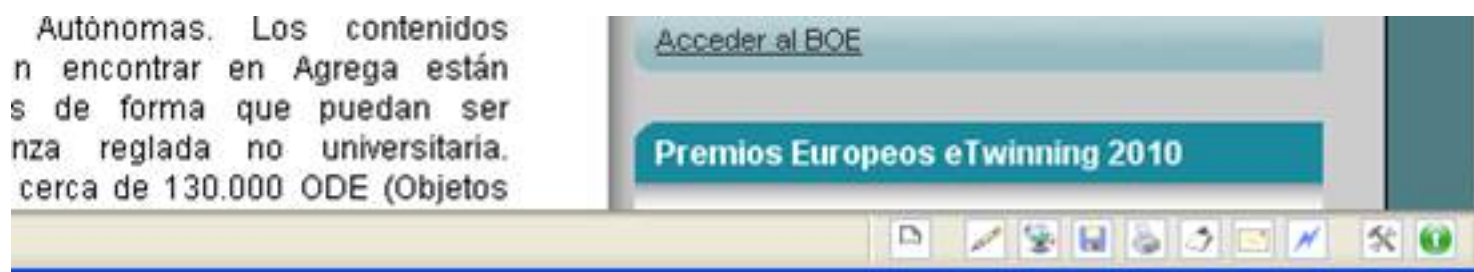 Autónomas. Los contenidos
n encontrar en Agrega están
s de forma que puedan ser
nza reglada no universitaria.
cerca de 130.000 ODE (Objetos
Acceder al BOE
Premios Europeos eTwinning 2010